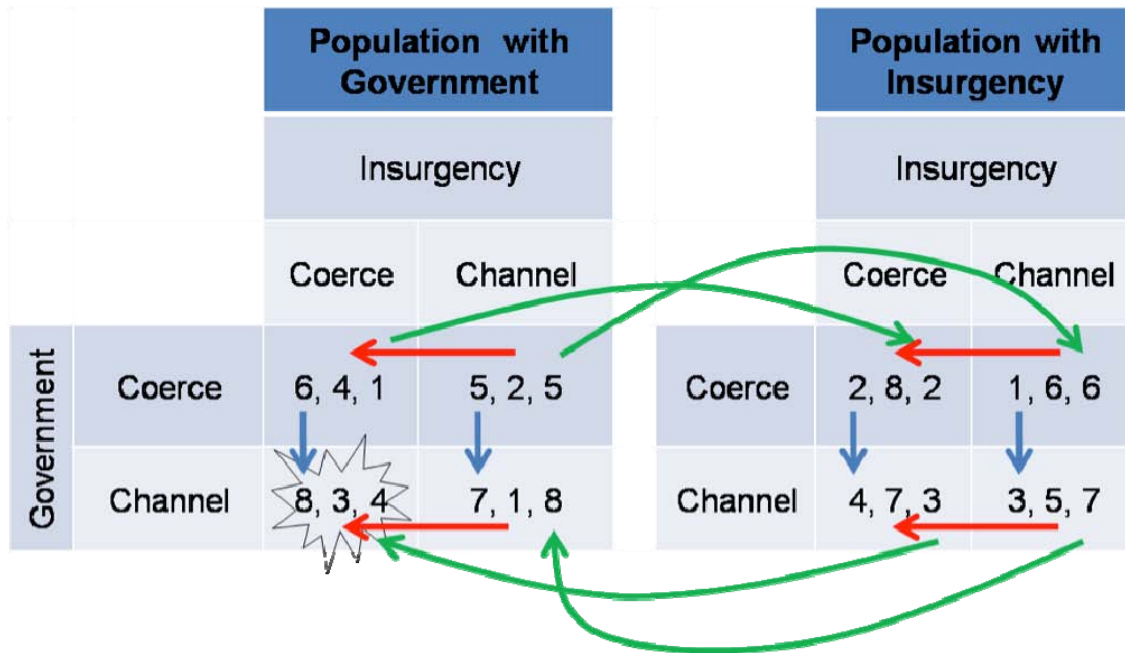 Population with
Government
Population with
Insurgency
Insurgency
Insurgency
Coerce
Channel
Coerce
Channel
Government
Coerce
6, 4, 1
5, 2, 5
Coerce
2, 8, 2
1, 6, 6
Channel
8, 3, 4
7, 1, 8
Channel
4, 7, 3
3, 5, 7